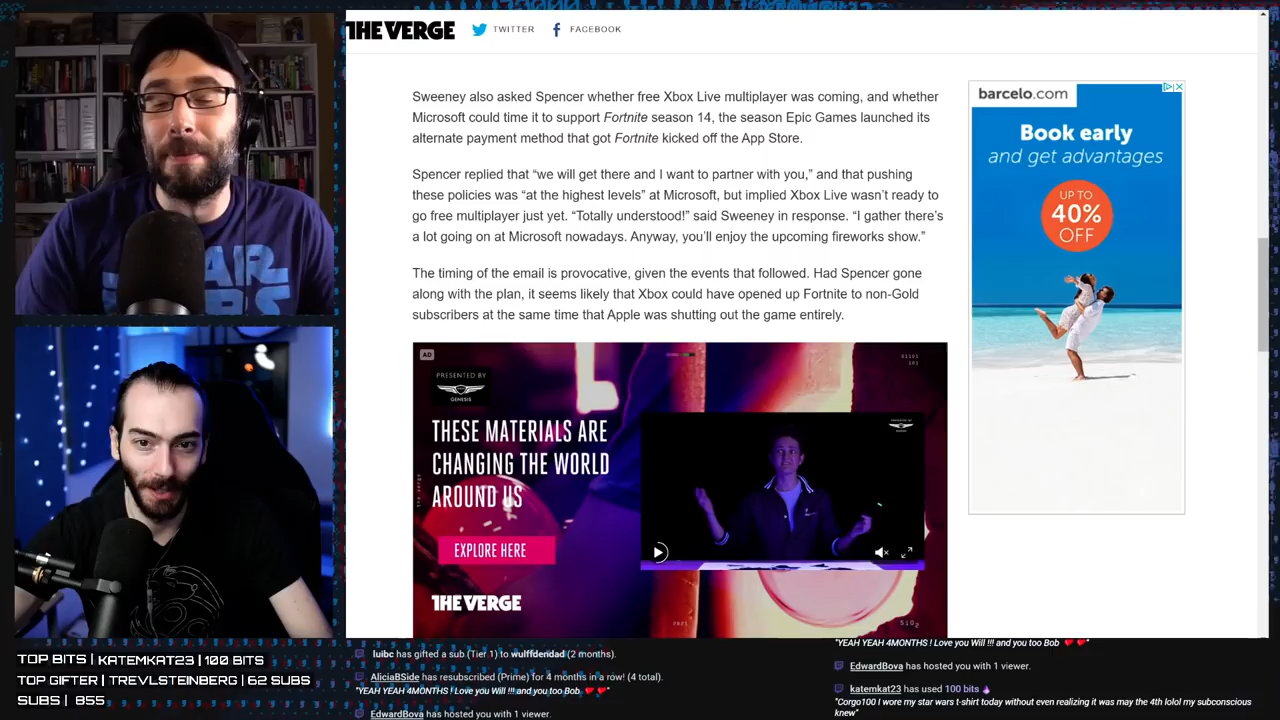 THE VERGE
TWITTER
FACEBOOK
Sweeney also asked Spencer whether free Xbox Live multiplayer was coming, and whether
Microsoft could time it to support Fortnite season 14, the season Epic Games launched its
alternate payment method that got Fortnite kicked off the App Store.
Spencer replied that “we will get there and I want to partner with you,” and that pushing
these policies was “at the highest levels” at Microsoft, but implied Xbox Live wasn’t ready to
go free multiplayer just yet. “Totally understood!” said Sweeney in response. “I gather there’s
a lot going on at Microsoft nowadays. Anyway, you’ll enjoy the upcoming fireworks show.”
The timing of the email is provocative, given the events that followed. Had Spencer gone
along with the plan, it seems likely that Xbox could have opened up Fortnite to non-Gold
subscribers at the same time that Apple was shutting out the game entirely.
barcelo.com
Book early
and get advantages
UP TO
40%
OFF
AD
PRESENTED BY
GENESIS
THESE MATERIALS ARE
CHANGING THE WORLD
AROUND US
EXPLORE HERE
THE VERGE
TOP BITS | KATEMKAT23 | 100 BITS
TOP GIFTER | TREVLSTEINBERG | 62 SUBS
SUBS | 855
luibc has gifted a sub (Tier 1) to wulffdendad (2 months).
AliciaBSide has resubscribed (Prime) for 4 months in a row! (4 total).
"YEAH YEAH 4MONTHS ! Love you Will !!! and you too Bob ❤️ ❤️"
EdwardBova has hosted you with 1 viewer.
"YEAH YEAH 4MONTHS ! Love you Will !!! and you too Bob ❤️ ❤️"
EdwardBova has hosted you with 1 viewer.
katemkat23 has used 100 bits
"Corgo100 I wore my star wars t-shirt today without even realizing it was may the 4th lolol my subconscious
knew"